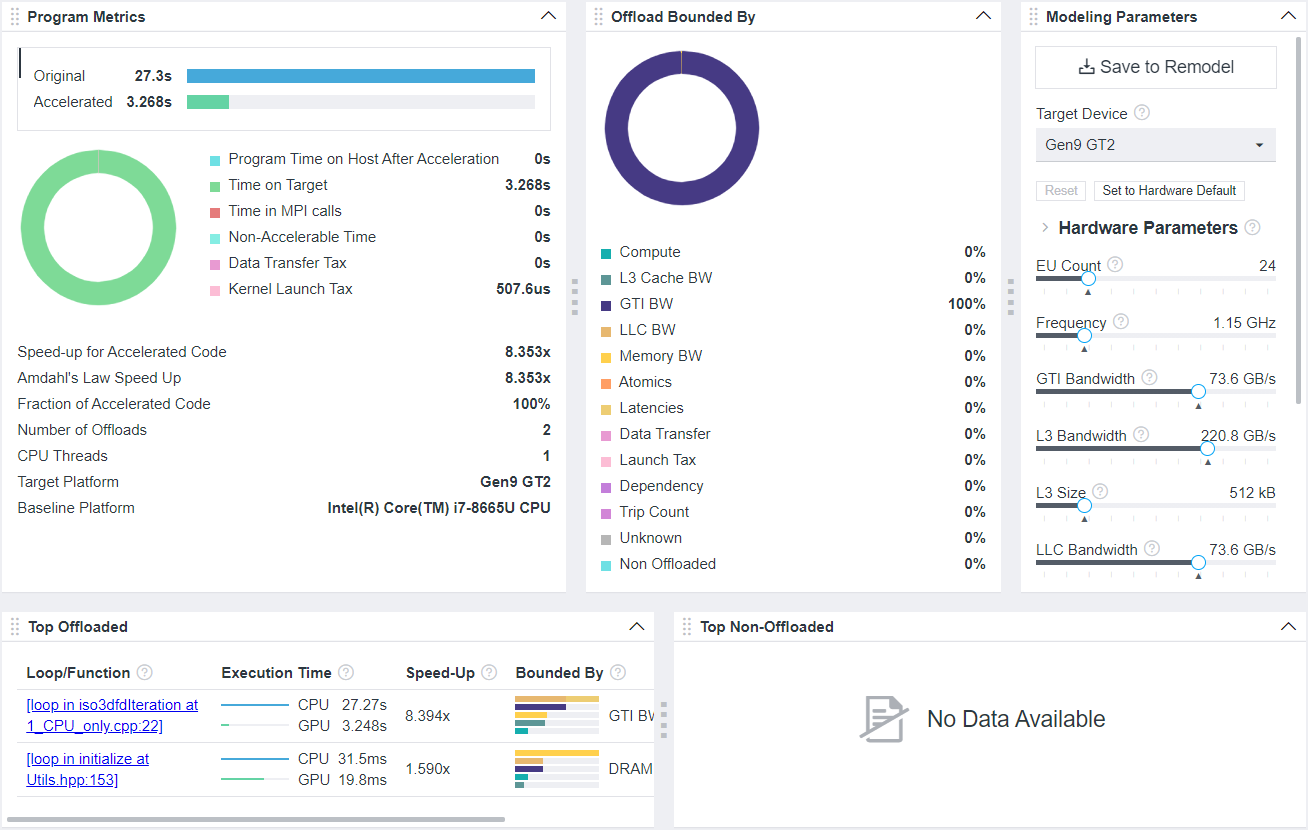 Program Metrics
Original 27.3s
Accelerated 3.268s
Program Time on Host After Acceleration 0s
Time on Target 3.268s
Time in MPI calls 0s
Non-Accelerable Time 0s
Data Transfer Tax 0s
Kernel Launch Tax 507.6us
Speed-up for Accelerated Code 8.353x
Amdahl's Law Speed Up 8.353x
Fraction of Accelerated Code 100%
Number of Offloads 2
CPU Threads 1
Target Platform Gen9 GT2
Baseline Platform Intel(R) Core(TM) i7-8665U CPU
Offload Bounded By
Compute 0%
L3 Cache BW 0%
GTI BW 100%
LLC BW 0%
Memory BW 0%
Atomics 0%
Latencies 0%
Data Transfer 0%
Launch Tax 0%
Dependency 0%
Trip Count 0%
Unknown 0%
Non Offloaded 0%
Modeling Parameters
Save to Remodel
Target Device ?
Gen9 GT2
Reset Set to Hardware Default
Hardware Parameters ?
EU Count ? 24
Frequency ? 1.15 GHz
GTI Bandwidth ? 73.6 GB/s
L3 Bandwidth ? 220.8 GB/s
L3 Size ? 512 kB
LLC Bandwidth ? 73.6 GB/s
Top Offloaded
Loop/Function ? Execution Time ? Speed-Up ? Bounded By ?
[loop in iso3dfdIteration at CPU 27.27s
1_CPU_only.cpp:22] GPU 3.248s
8.394x GTI BW
[loop in initialize at CPU 31.5ms
Utils.hpp:153] GPU 19.8ms
1.590x DRAM
Top Non-Offloaded
No Data Available